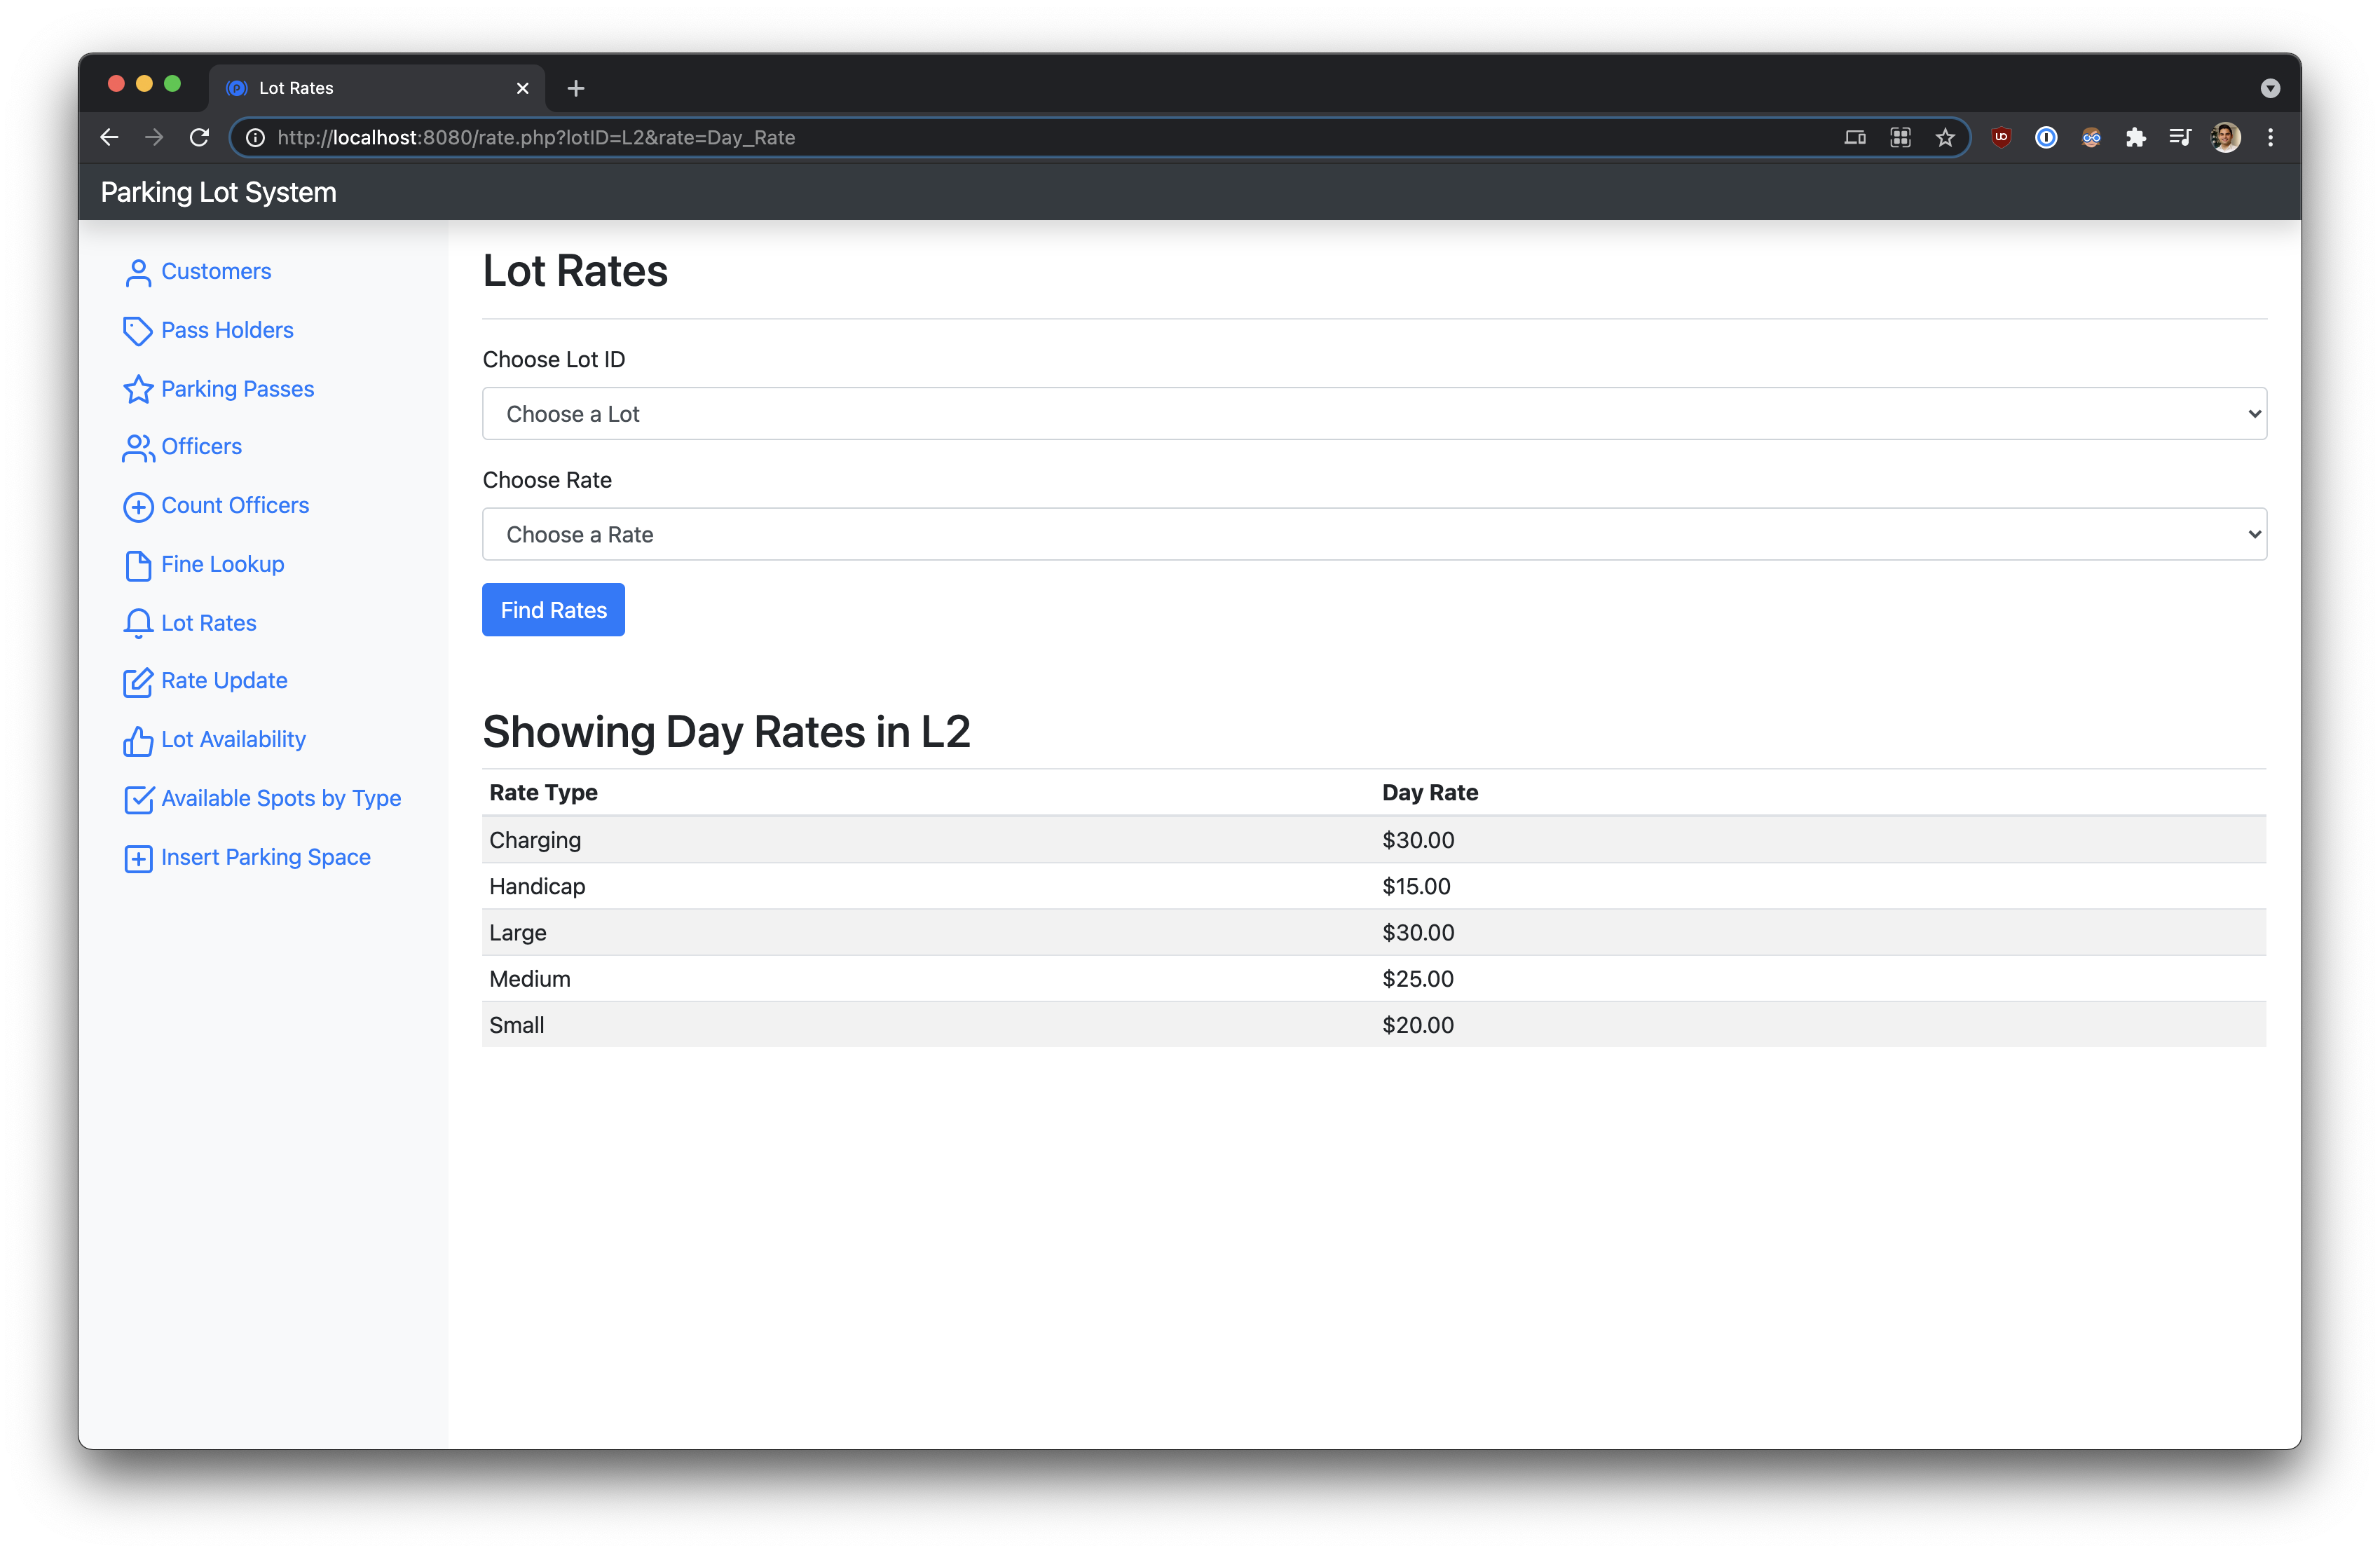 Lot Rates
http://localhost:8080/rate.php?lotID=L2&rate=Day_Rate
Parking Lot System
Customers
Pass Holders
Parking Passes
Officers
Count Officers
Fine Lookup
Lot Rates
Rate Update
Lot Availability
Available Spots by Type
Insert Parking Space
Lot Rates
Choose Lot ID
Choose a Lot
Choose Rate
Choose a Rate
Find Rates
Showing Day Rates in L2
Rate Type Day Rate
Charging $30.00
Handicap $15.00
Large $30.00
Medium $25.00
Small $20.00